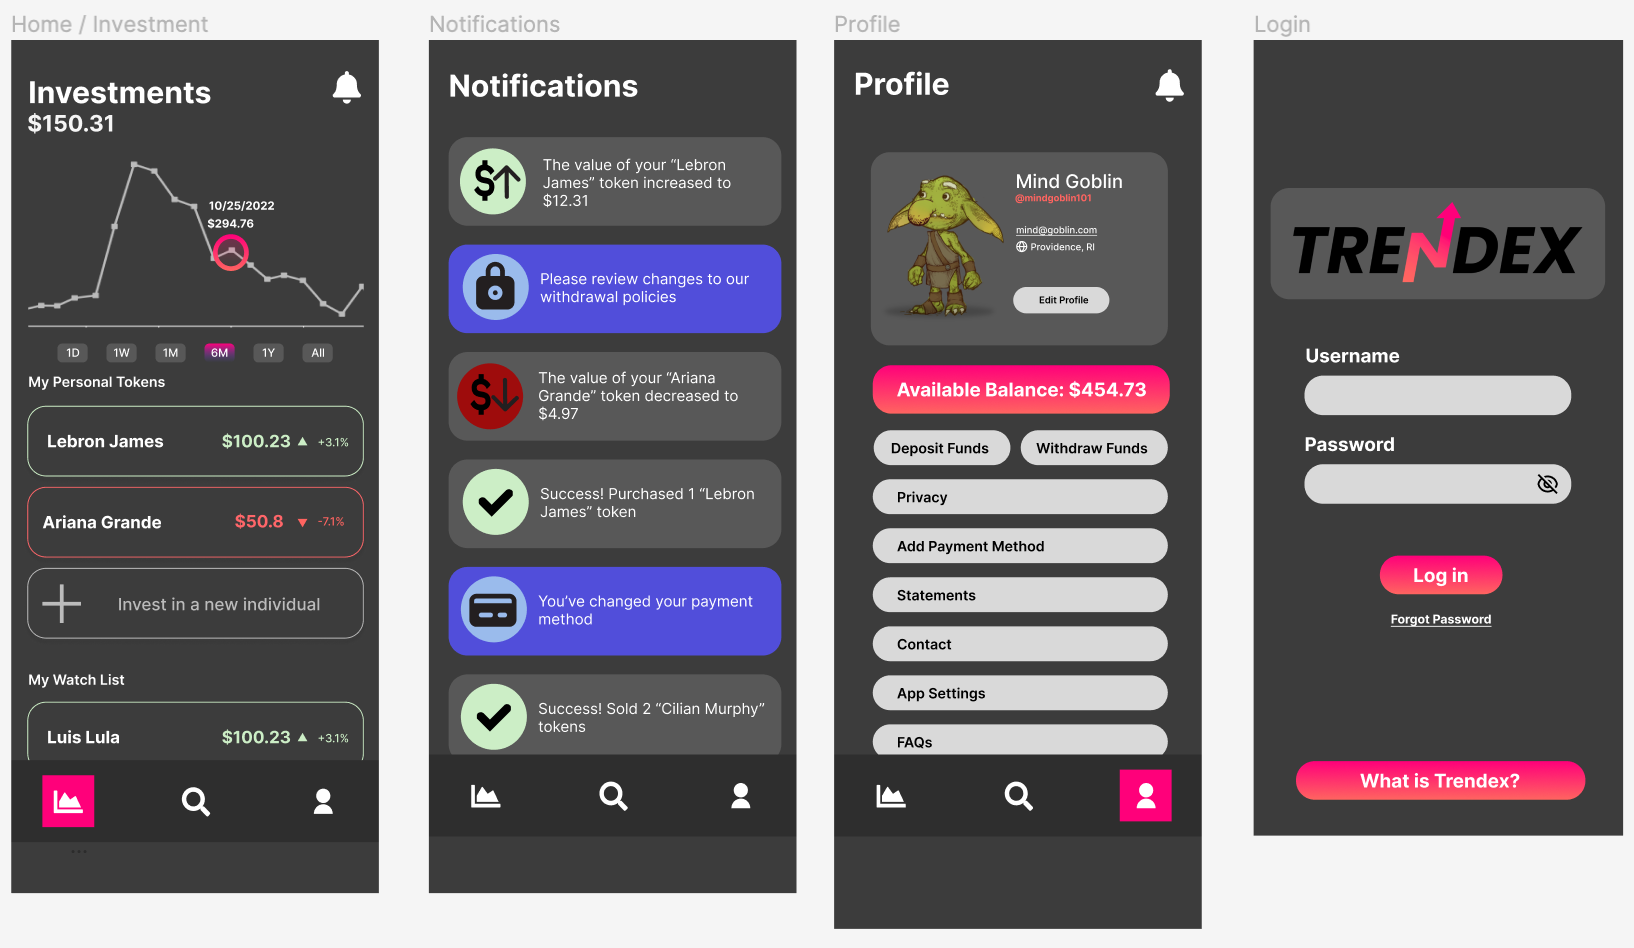 Home / Investment
Investments
$150.31
10/25/2022
$294.76
1D
1W
1M
6M
1Y
All
My Personal Tokens
Lebron James
$100.23
+3.1%
Ariana Grande
$50.8
-7.1%
Invest in a new individual
My Watch List
Luis Lula
$100.23
+3.1%
Notifications
Notifications
The value of your “Lebron
James” token increased to
$12.31
Please review changes to our
withdrawal policies
The value of your “Ariana
Grande” token decreased to
$4.97
Success! Purchased 1 “Lebron
James” token
You’ve changed your payment
method
Success! Sold 2 “Cilian Murphy”
tokens
Profile
Profile
Mind Goblin
@mindgoblin101
mind@goblin.com
Providence, RI
Edit Profile
Available Balance: $454.73
Deposit Funds
Withdraw Funds
Privacy
Add Payment Method
Statements
Contact
App Settings
FAQs
Login
TRENDEX
Username
Password
Log in
Forgot Password
What is Trendex?